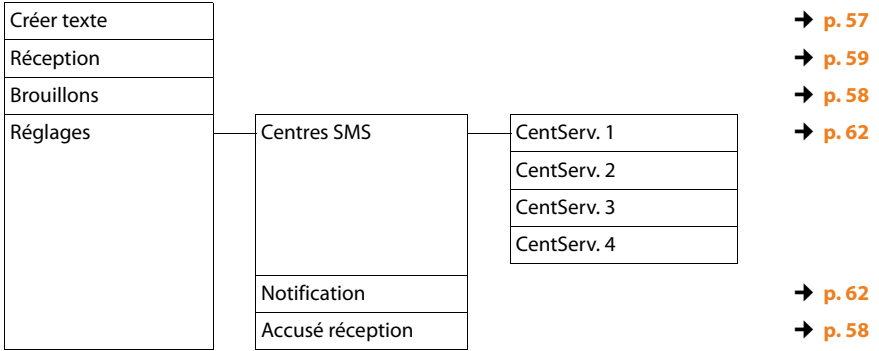 Créer texte → p. 57
Réception → p. 59
Brouillons → p. 58
Réglages Centres SMS CentServ. 1 → p. 62
CentServ. 2
CentServ. 3
CentServ. 4
Notification → p. 62
Accusé réception → p. 58